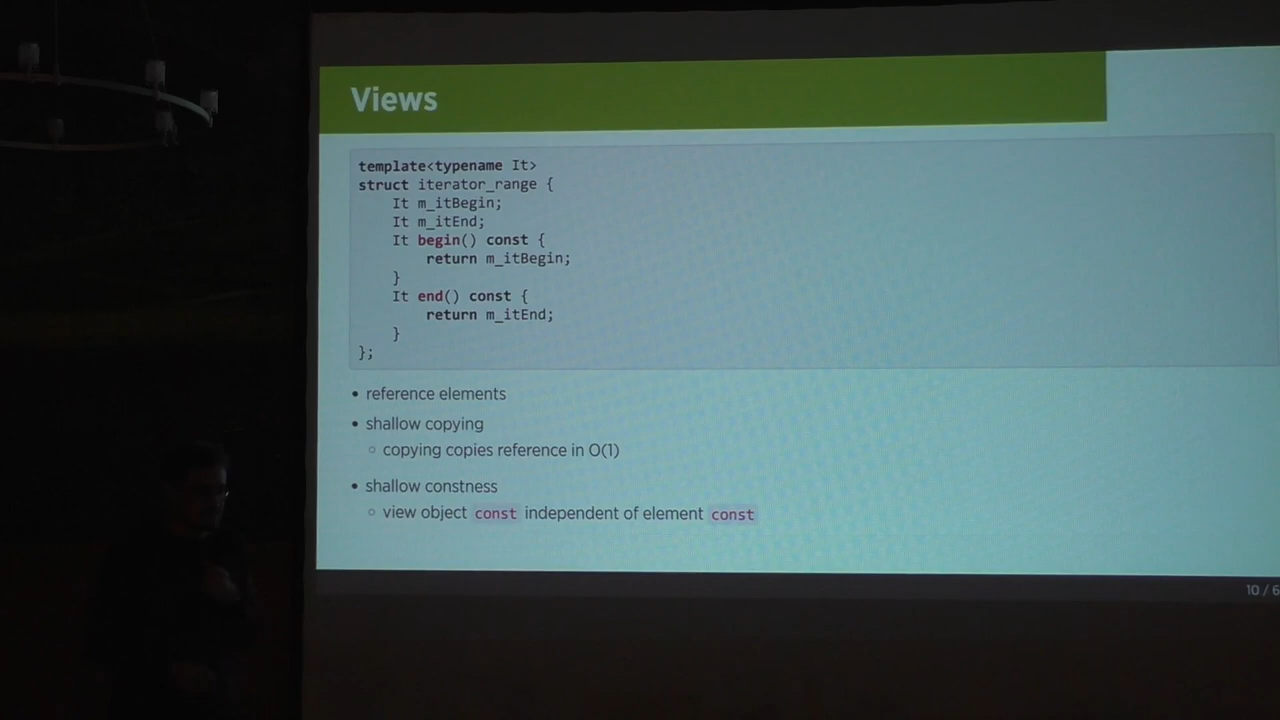 Views
template<typename It>
struct iterator_range {
    It m_itBegin;
    It m_itEnd;
    It begin() const {
        return m_itBegin;
    }
    It end() const {
        return m_itEnd;
    }
};
• reference elements
• shallow copying
◦ copying copies reference in O(1)
• shallow constness
◦ view object const independent of element const
10 / 6